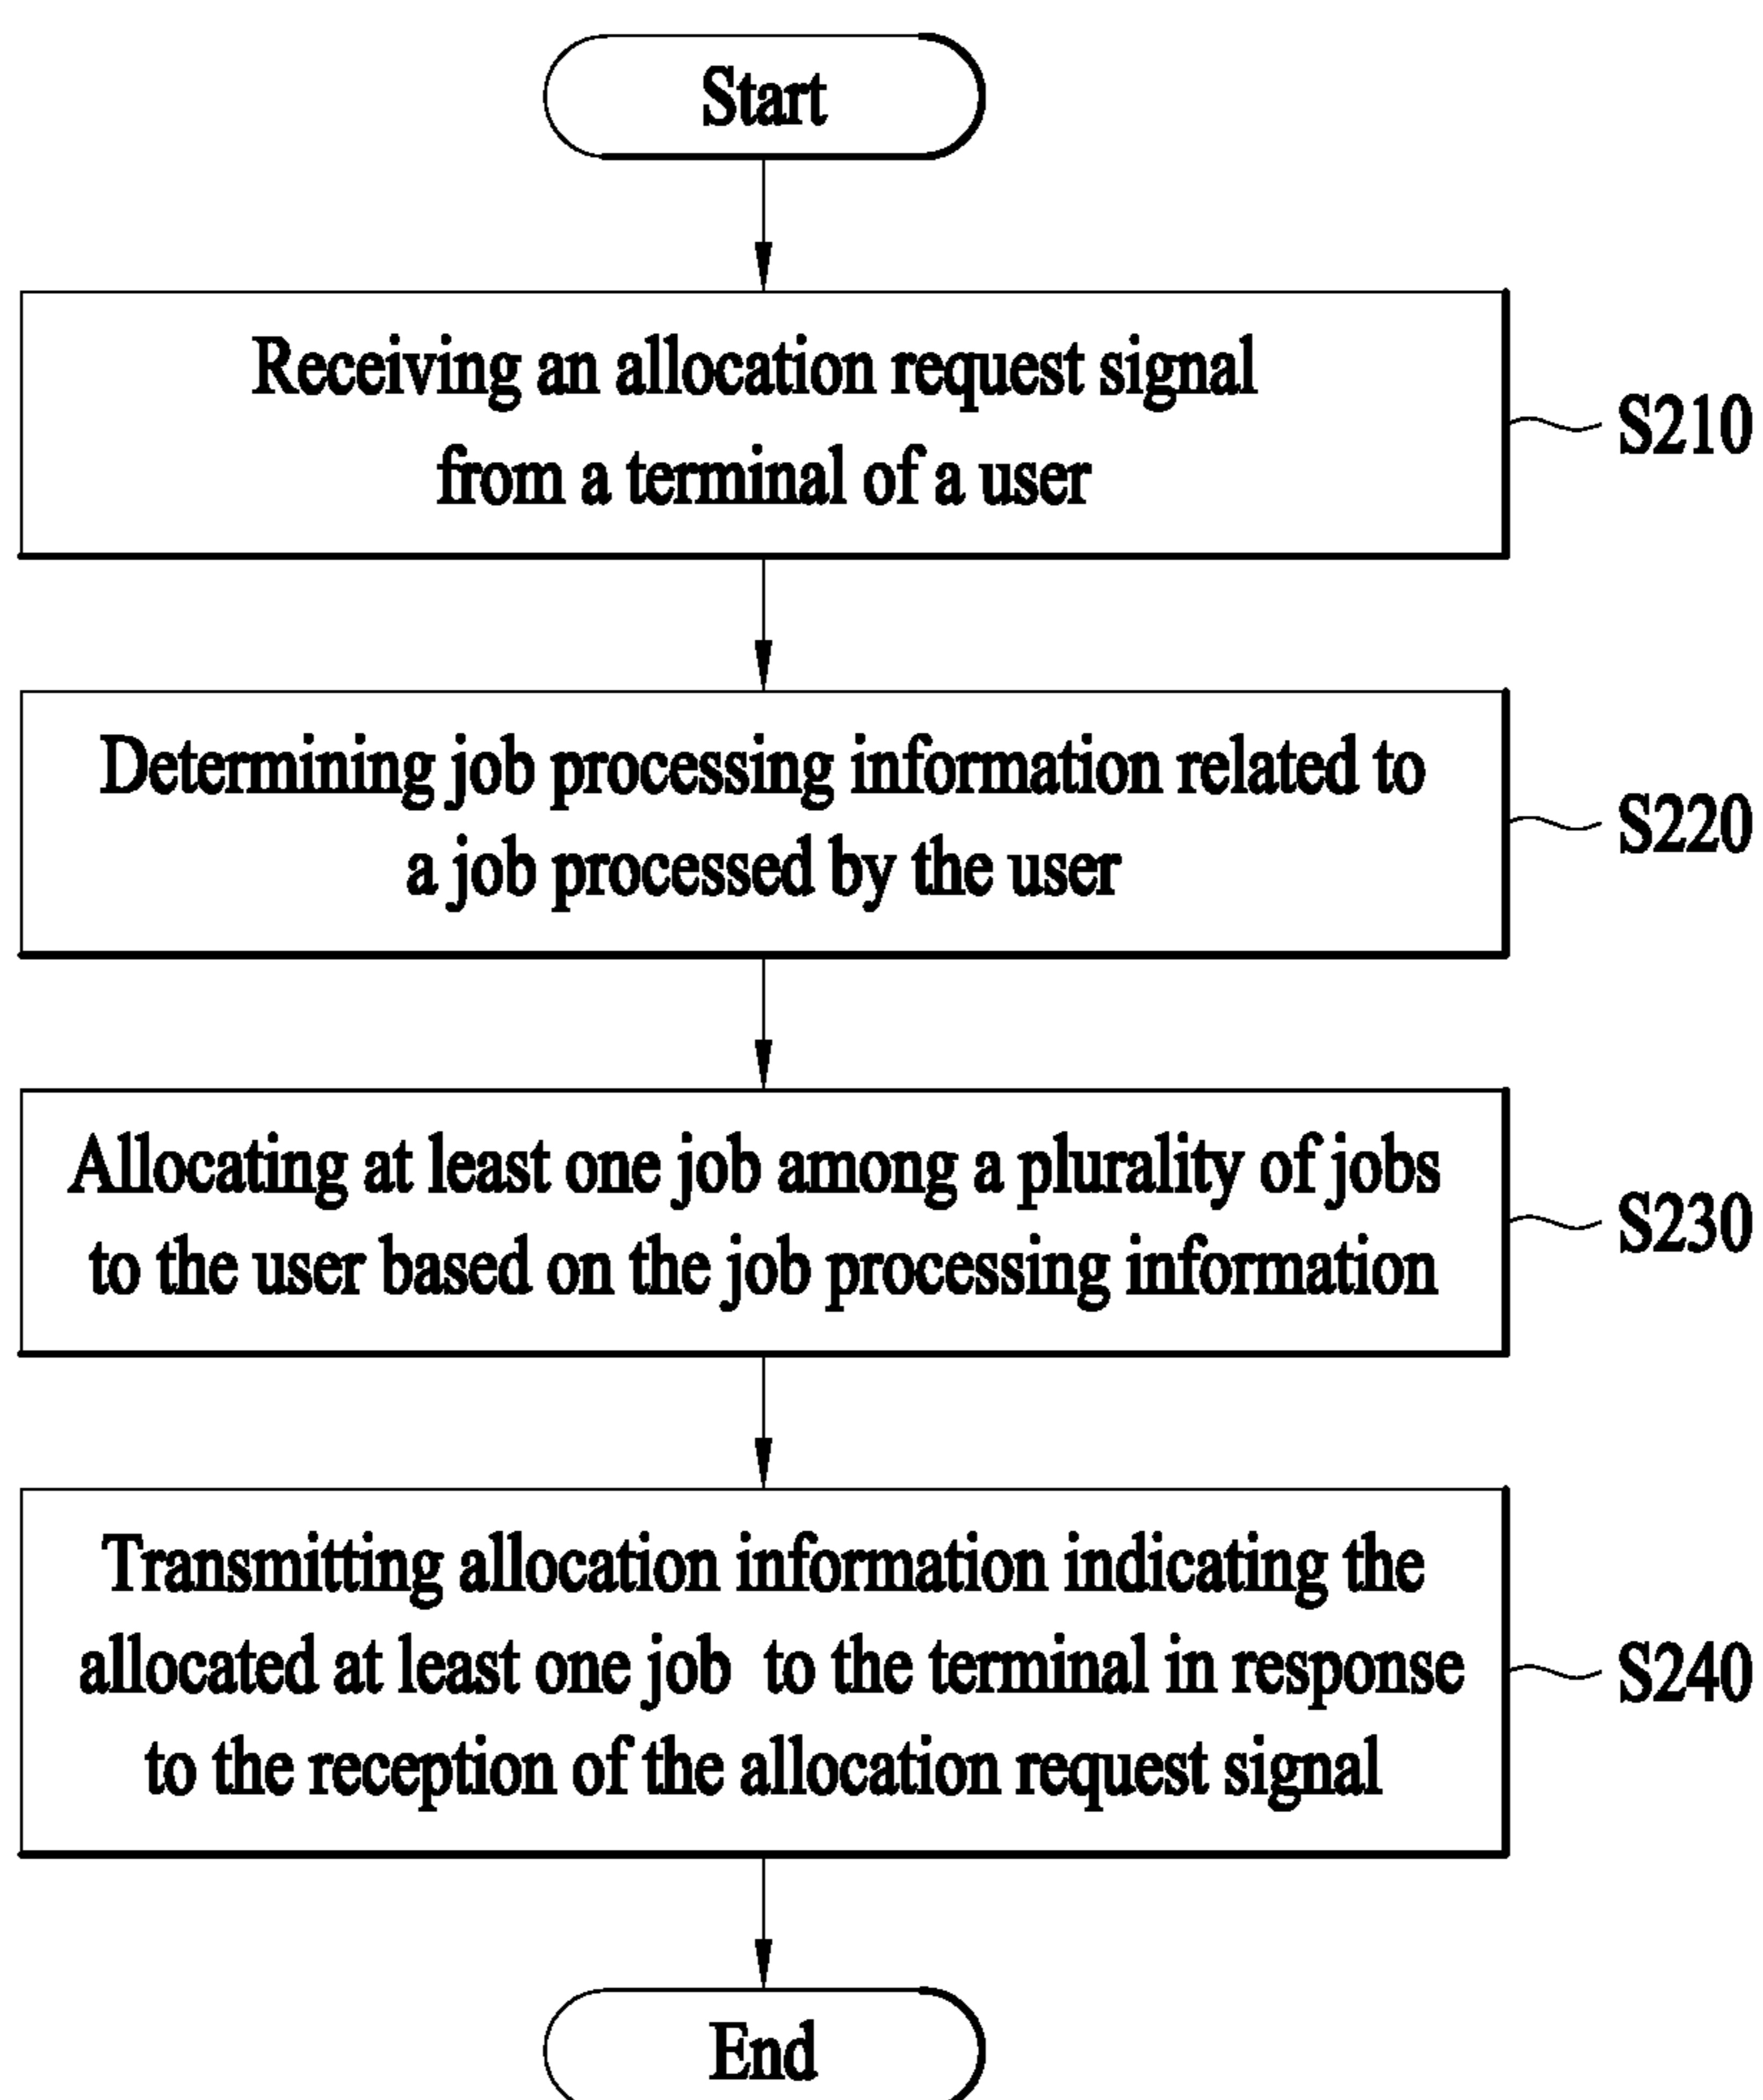 Start
Receiving an allocation request signal
from a terminal of a user
S210
Determining job processing information related to
a job processed by the user
S220
Allocating at least one job among a plurality of jobs
to the user based on the job processing information
S230
Transmitting allocation information indicating the
allocated at least one job to the terminal in response
to the reception of the allocation request signal
S240
End